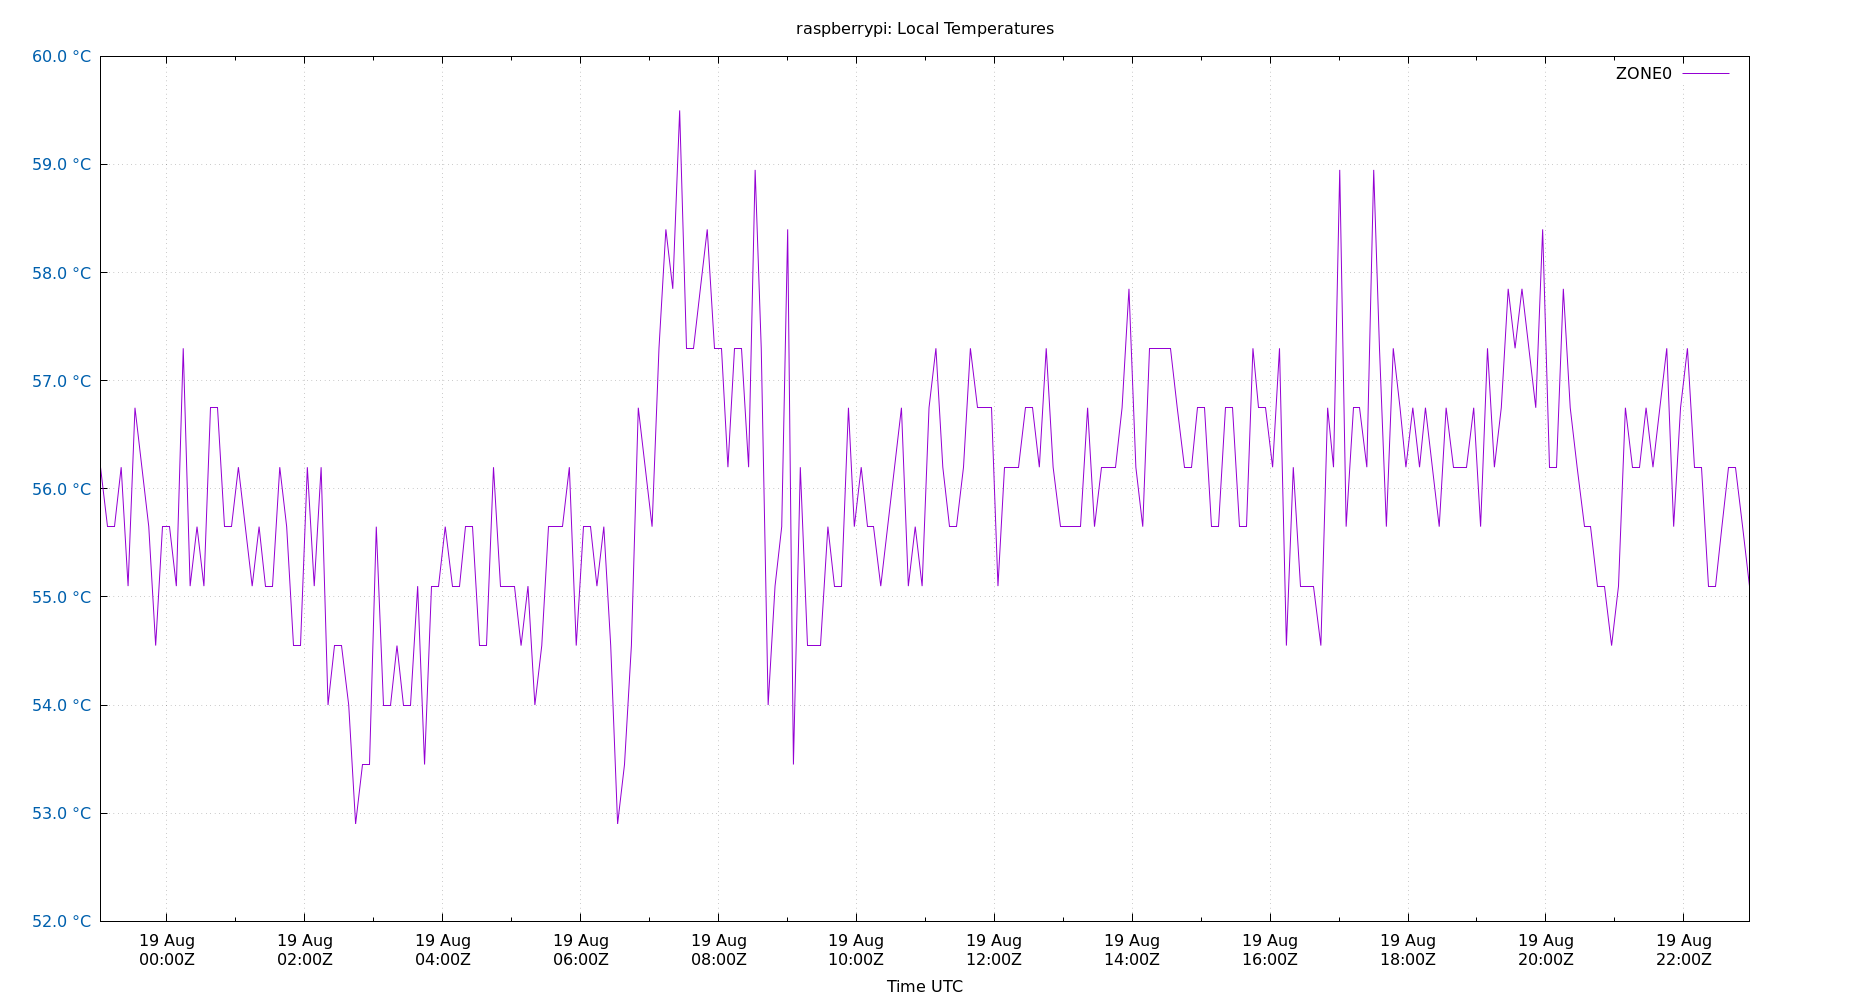 raspberrypi: Local Temperatures
60.0 °C
ZONE0
59.0 °C
58.0 °C
57.0 °C
56.0 °C
55.0 °C
54.0 °C
53.0 °C
52.0 °C
19 Aug 19 Aug 19 Aug 19 Aug 19 Aug 19 Aug 19 Aug 19 Aug 19 Aug 19 Aug 19 Aug 19 Aug
00:00Z 02:00Z 04:00Z 06:00Z 08:00Z 10:00Z 12:00Z 14:00Z 16:00Z 18:00Z 20:00Z 22:00Z
Time UTC